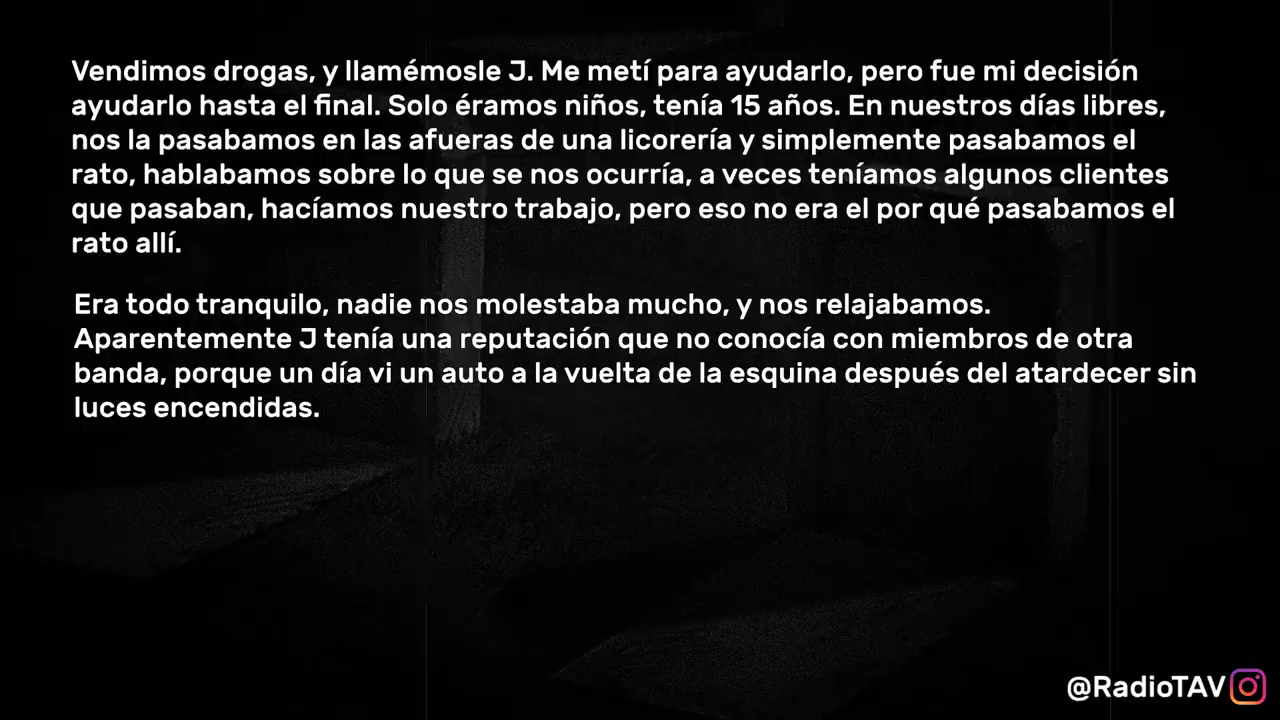 Vendimos drogas, y llamémosle J. Me metí para ayudarlo, pero fue mi decisión
ayudarlo hasta el final. Solo éramos niños, tenía 15 años. En nuestros días libres,
nos la pasabamos en las afueras de una licorería y simplemente pasabamos el
rato, hablabamos sobre lo que se nos ocurría, a veces teníamos algunos clientes
que pasaban, hacíamos nuestro trabajo, pero eso no era el por qué pasabamos el
rato allí.
Era todo tranquilo, nadie nos molestaba mucho, y nos relajabamos.
Aparentemente J tenía una reputación que no conocía con miembros de otra
banda, porque un día vi un auto a la vuelta de la esquina después del atardecer sin
luces encendidas.
@RadioTAV